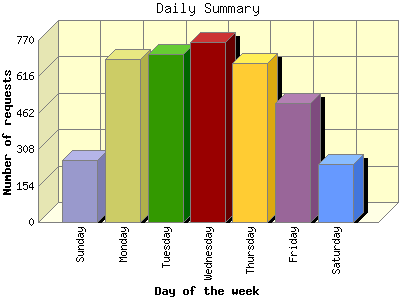 Daily Summary
Number of requests
770
616
462
308
154
0
Sunday
Monday
Tuesday
Wednesday
Thursday
Friday
Saturday
Day of the week